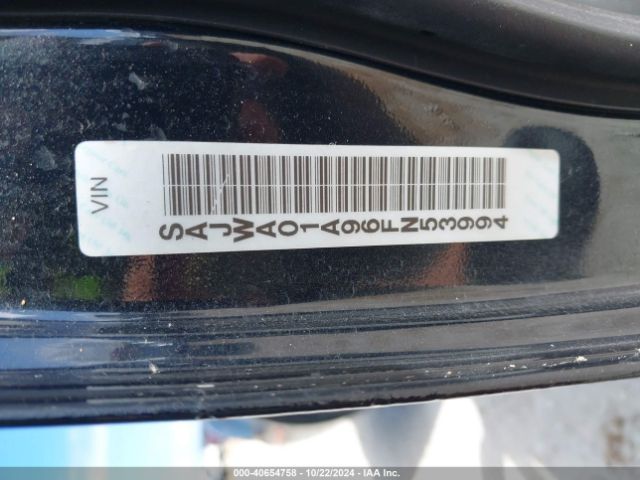 VIN
SAJWA01A96FN53994
000-40654758 - 10/22/2024 - IAA Inc.